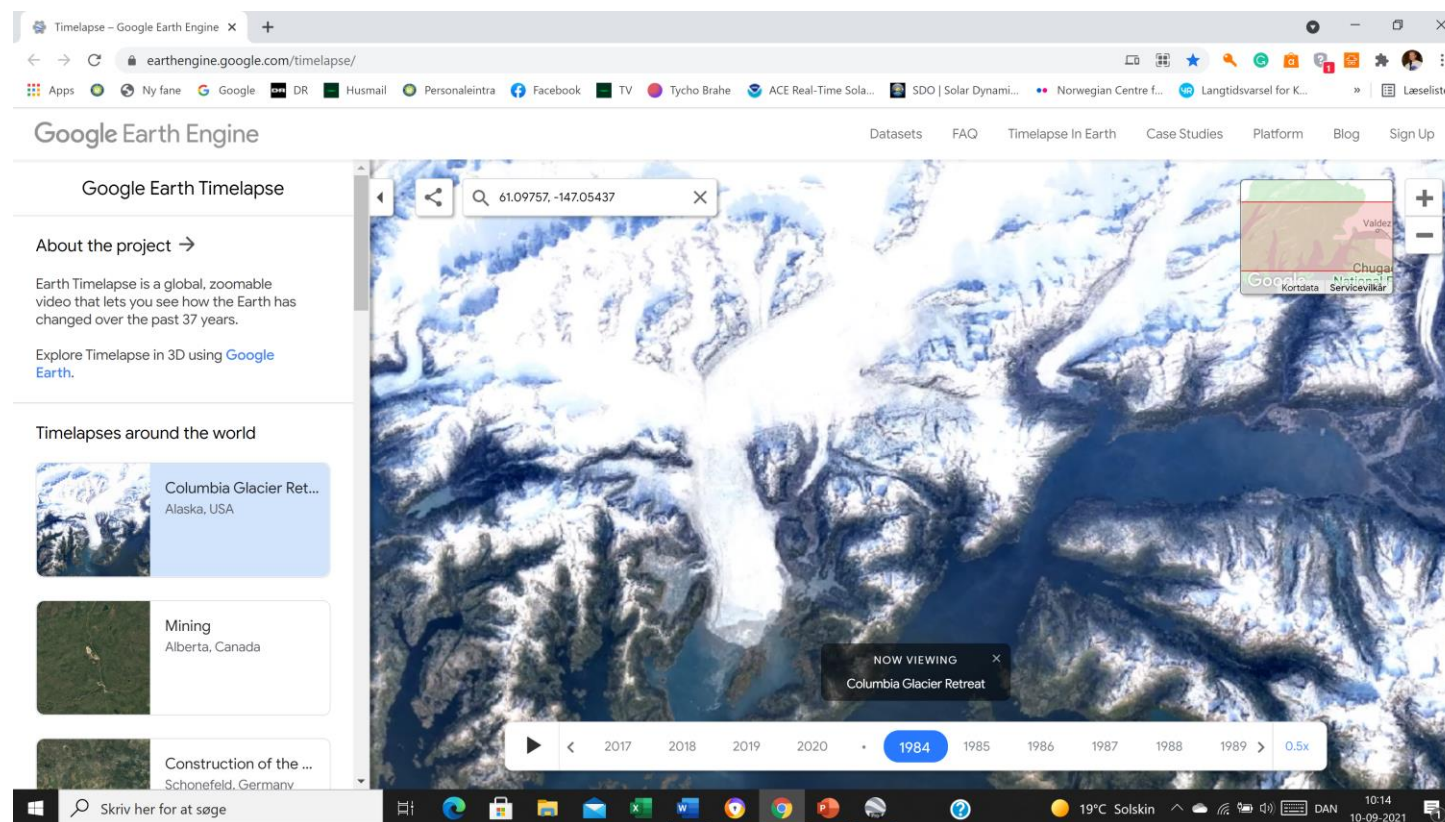 Timelapse – Google Earth Engine
earthengine.google.com/timelapse/
Apps Ny fane Google DR Husmail Personaleintra Facebook TV Tycho Brahe ACE Real-Time Sola... SDO | Solar Dynami... Norwegian Centre f... Langtidsvarsel for K... » Læseliste
Google Earth Engine
Datasets FAQ Timelapse In Earth Case Studies Platform Blog Sign Up
Google Earth Timelapse
About the project →
Earth Timelapse is a global, zoomable
video that lets you see how the Earth has
changed over the past 37 years.
Explore Timelapse in 3D using Google
Earth.
Timelapses around the world
Columbia Glacier Ret...
Alaska, USA
Mining
Alberta, Canada
Construction of the ...
Schonefeld, Germany
61.09757, -147.05437
Valdez
Chuga
Google
Kortdata Servicevilkår
NOW VIEWING
Columbia Glacier Retreat
2017 2018 2019 2020 1984 1985 1986 1987 1988 1989 0.5x
Skriv her for at søge
19°C Solskin
DAN
10:14
10-09-2021